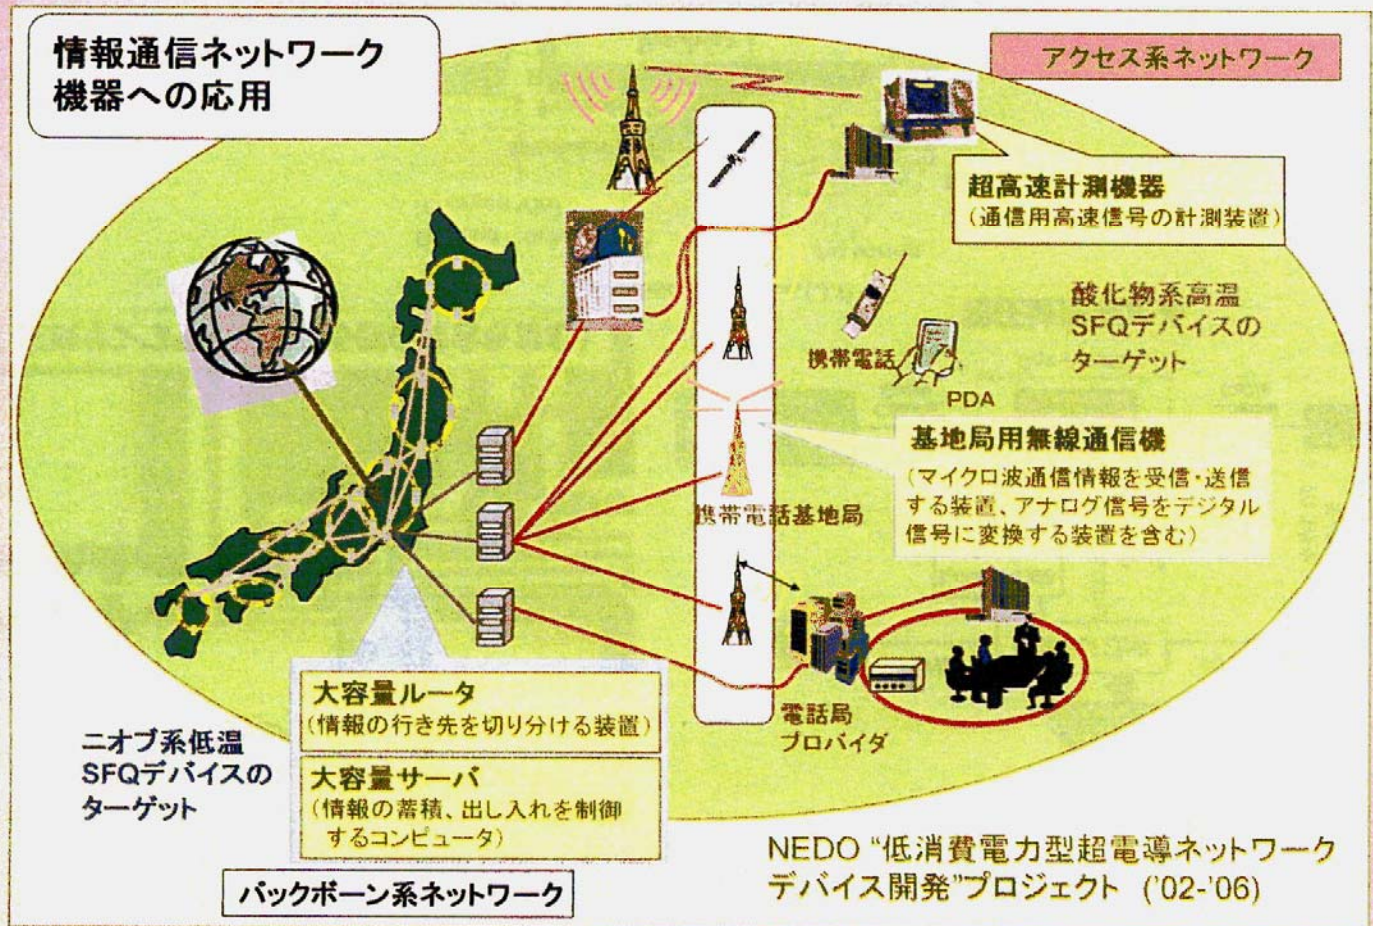 情報通信ネットワーク
機器への応用
アクセス系ネットワーク
超高速計測機器
(通信用高速信号の計測装置)
酸化物系高温
SFQデバイスの
ターゲット
携帯電話
PDA
基地局用無線通信機
(マイクロ波通信情報を受信・送信
する装置、アナログ信号をデジタル
信号に変換する装置を含む)
携帯電話基地局
大容量ルータ
(情報の行き先を切り分ける装置)
大容量サーバ
(情報の蓄積、出し入れを制御
するコンピュータ)
電話局
プロバイダ
ニオブ系低温
SFQデバイスの
ターゲット
バックボーン系ネットワーク
NEDO “低消費電力型超電導ネットワーク
デバイス開発”プロジェクト ('02-'06)